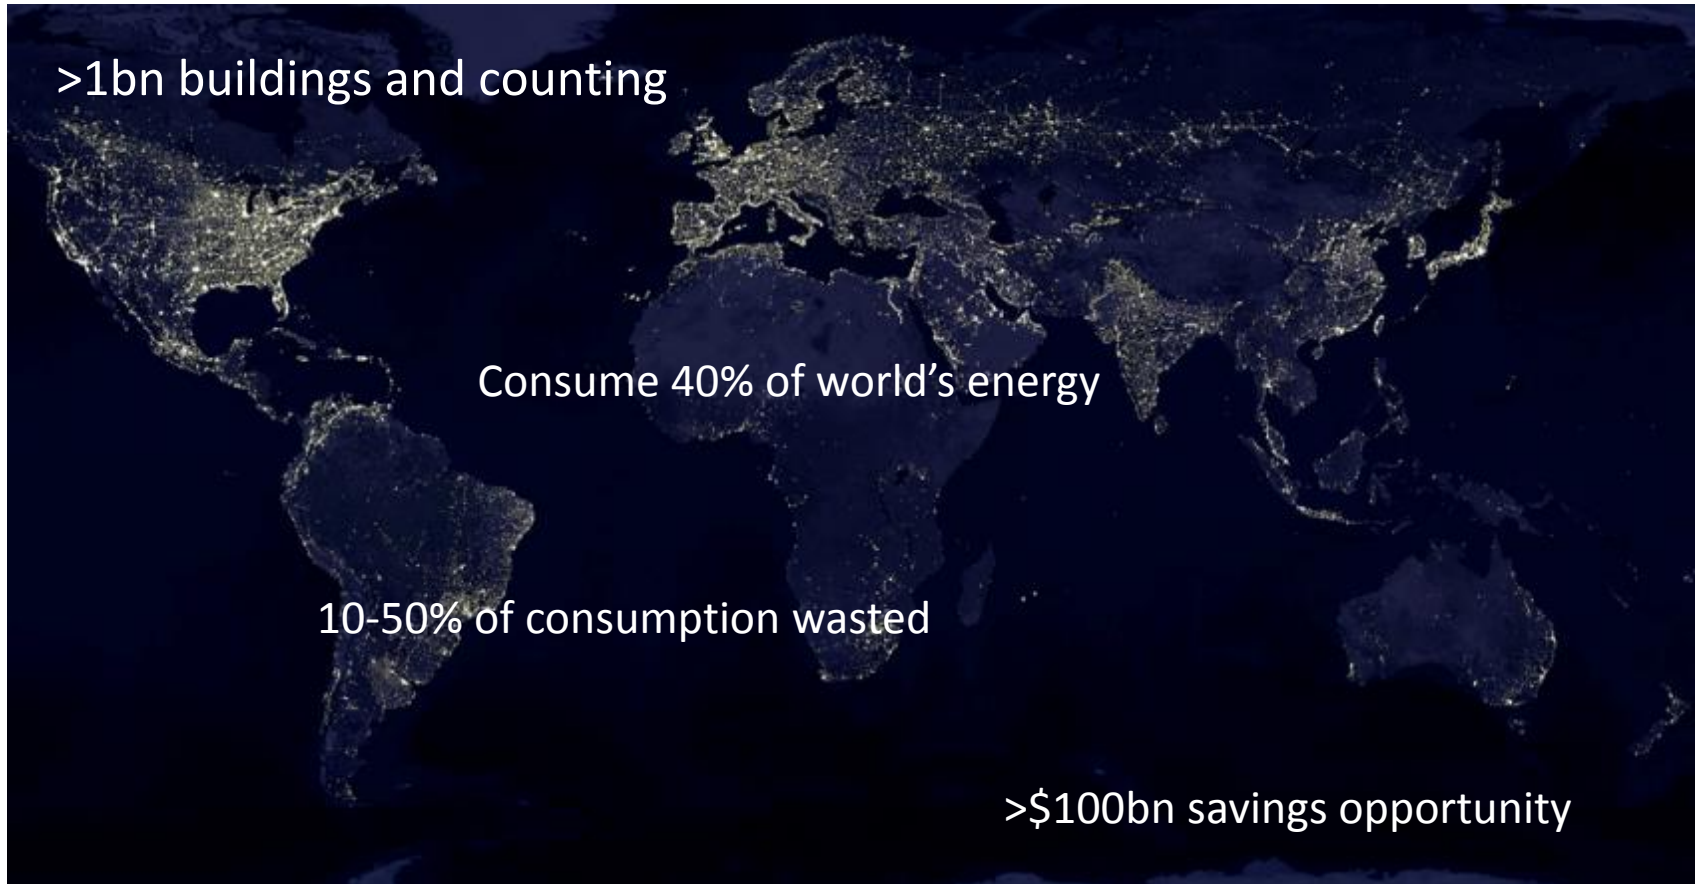 >1bn buildings and counting
Consume 40% of world’s energy
10-50% of consumption wasted
>$100bn savings opportunity